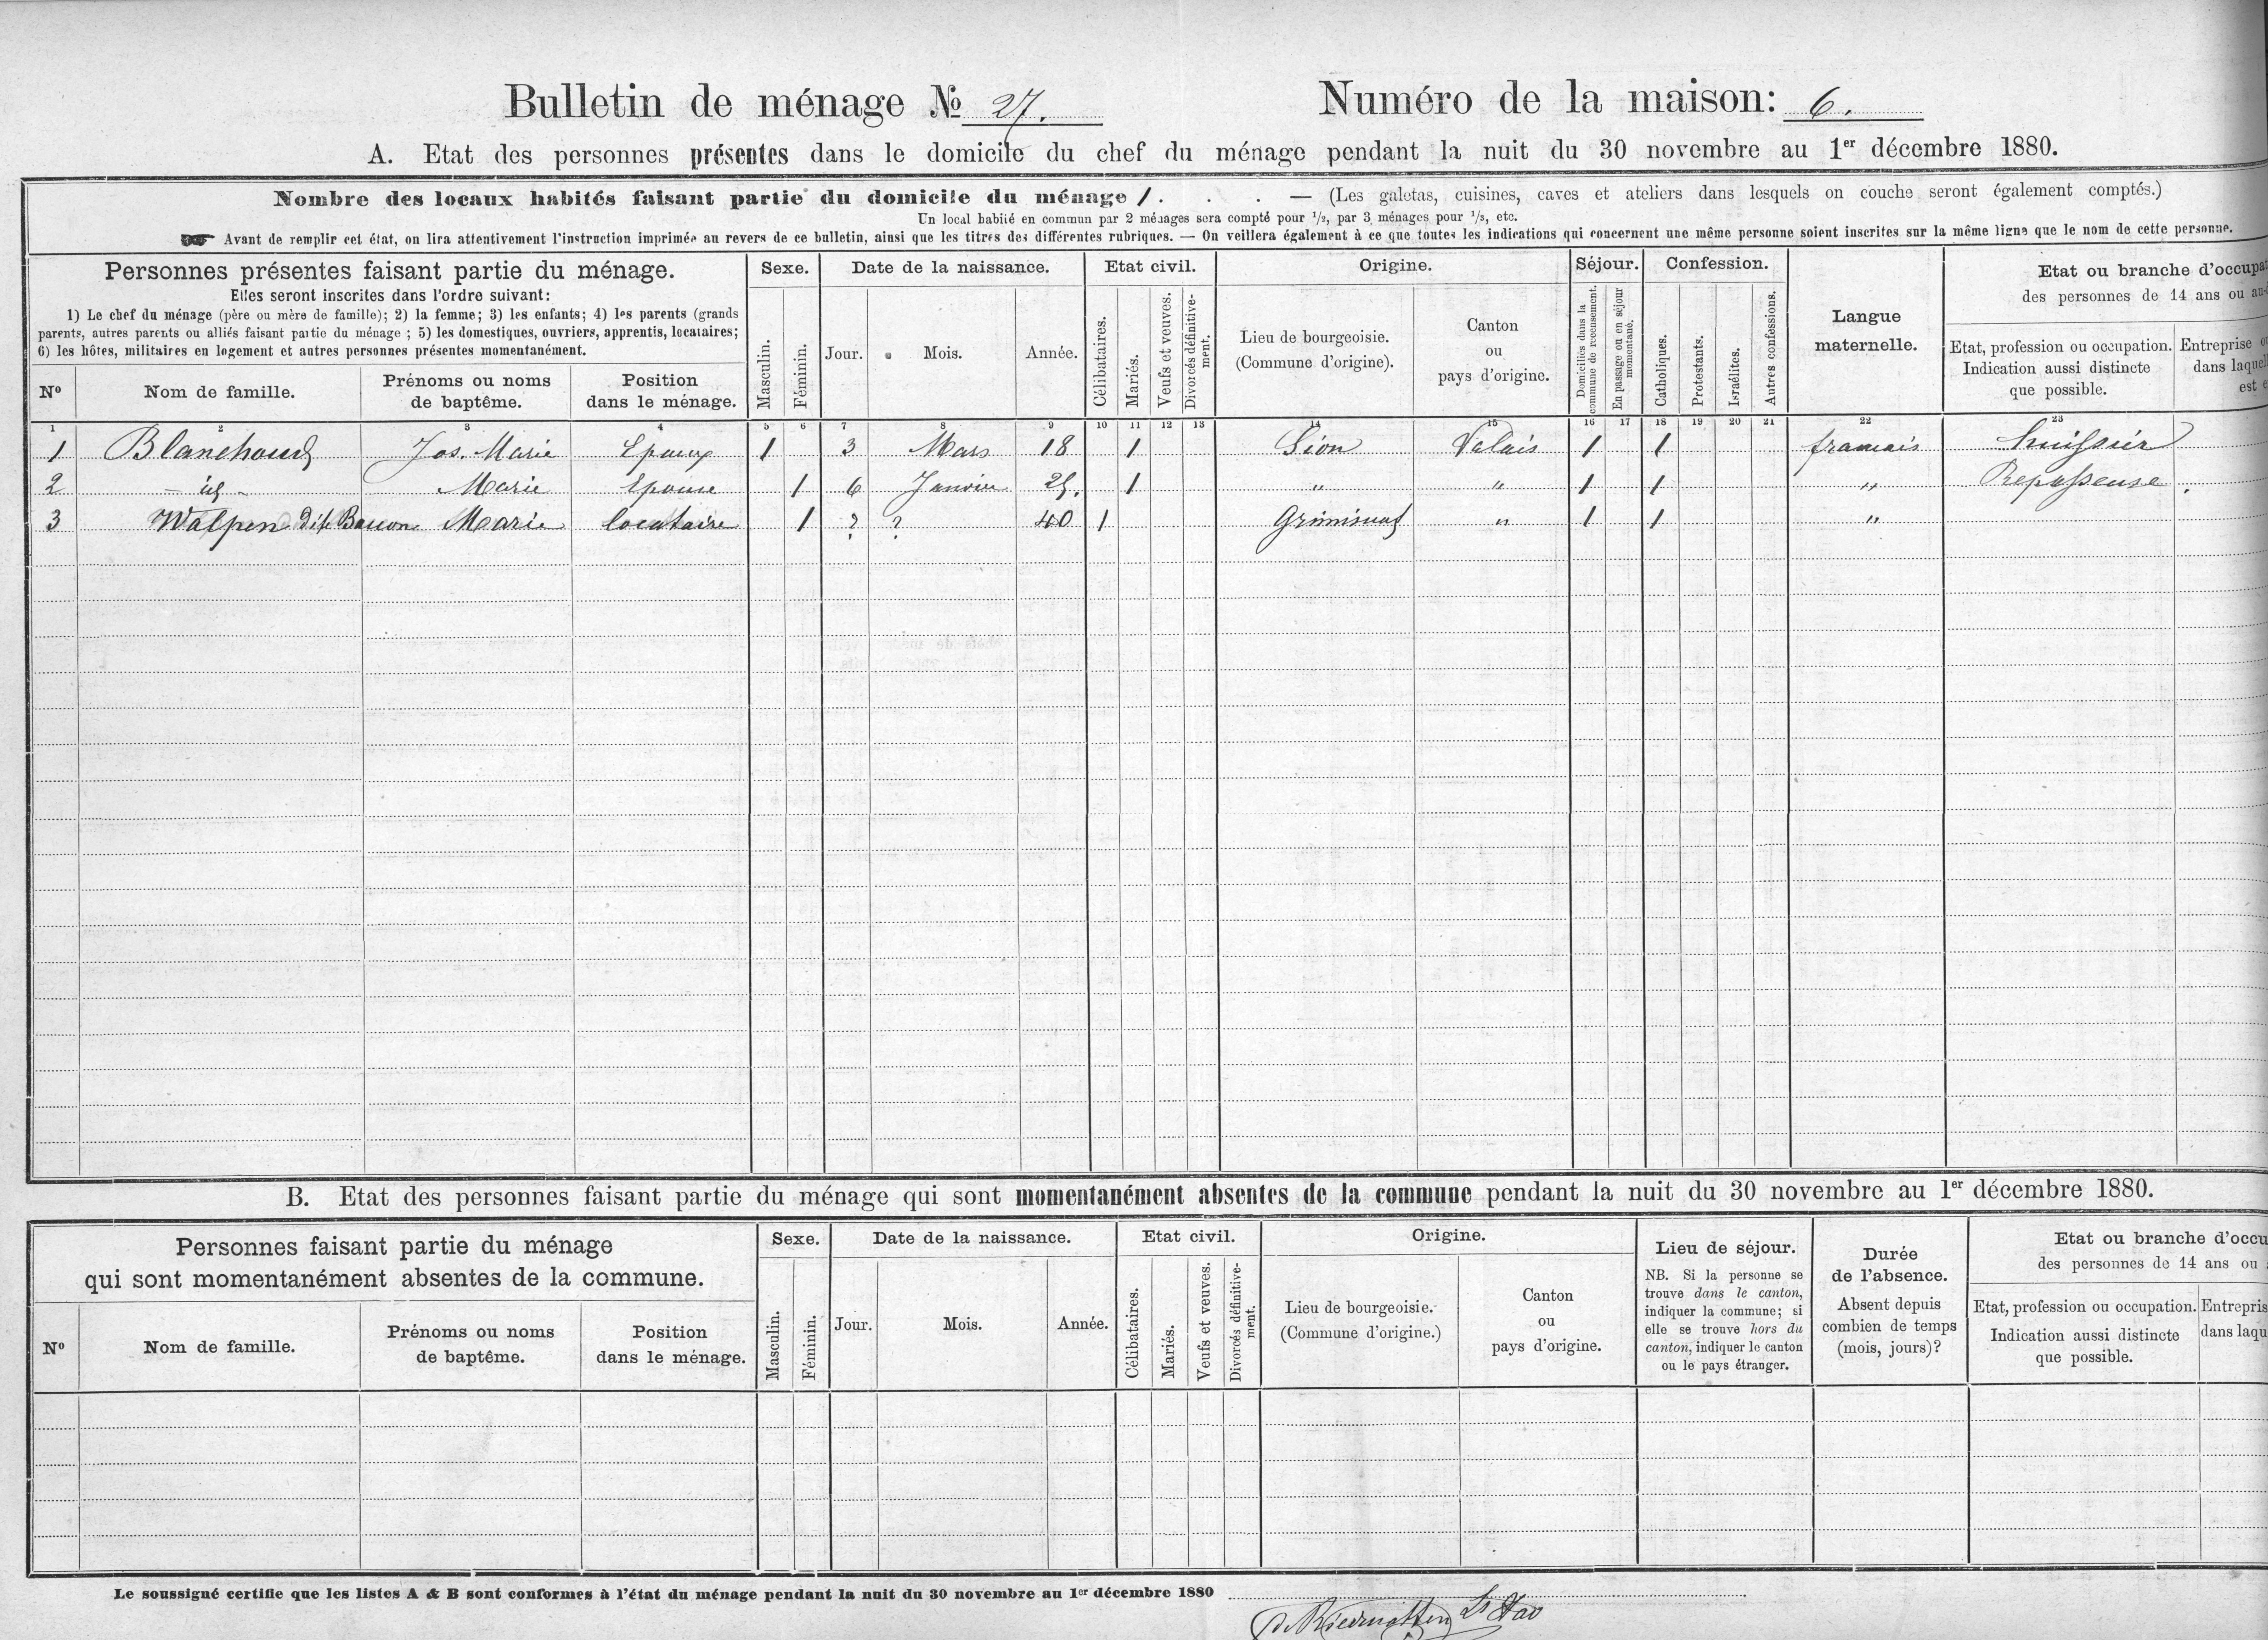 Bulletin de ménage № 27. Numéro de la maison: 6.
A. Etat des personnes présentes dans le domicile du chef du ménage pendant la nuit du 30 novembre au 1er décembre 1880.
Nombre des locaux habités faisant partie du domicile du ménage 1. . . — (Les galetas, cuisines, caves et ateliers dans lesquels on couche seront également comptés.)
Un local habité en commun par 2 ménages sera compté pour 1/2, par 3 ménages pour 1/3, etc.
Avant de remplir cet état, on lira attentivement l'instruction imprimée au revers de ce bulletin, ainsi que les titres des différentes rubriques. — On veillera également à ce que toutes les indications qui concernent une même personne soient inscrites sur la même ligne que le nom de cette personne.
Personnes présentes faisant partie du ménage.
Elles seront inscrites dans l'ordre suivant:
1) Le chef du ménage (père ou mère de famille); 2) la femme; 3) les enfants; 4) les parents (grands
parents, autres parents ou alliés faisant partie du ménage ; 5) les domestiques, ouvriers, apprentis, locataires;
6) les hôtes, militaires en logement et autres personnes présentes momentanément.
Nº Nom de famille. Prénoms ou noms de baptême. Position dans le ménage.
Sexe. Masculin. Féminin.
Date de la naissance. Jour. Mois. Année.
Etat civil. Célibataires. Mariés. Veufs et veuves. Divorcés définitive-ment.
Origine. Lieu de bourgeoisie. (Commune d'origine). Canton ou pays d'origine.
Séjour. Domiciliés dans la commune de recensement. En passage ou en séjour momentané.
Confession. Catholiques. Protestants. Israélites. Autres confessions.
Langue maternelle.
Etat ou branche d'occupat
des personnes de 14 ans ou au-
Etat, profession ou occupation. Indication aussi distincte que possible.
Entreprise dans laquel est
1 2 3 4 5 6 7 8 9 10 11 12 13 14 15 16 17 18 19 20 21 22 23
1 Blanchoud Jos. Marie Epoux 1 3 Mars 18 1 Sion Valais 1 1 francais huissier
2 - id - Marie Epouse 1 6 Janvier 25. 1 " " 1 1 " Repasseuse
3 Walpen dite Marie locataire 1 ? ? 40 1 Grimisuat " 1 1 "
B. Etat des personnes faisant partie du ménage qui sont momentanément absentes de la commune pendant la nuit du 30 novembre au 1er décembre 1880.
Personnes faisant partie du ménage
qui sont momentanément absentes de la commune.
Nº Nom de famille. Prénoms ou noms de baptême. Position dans le ménage.
Sexe. Masculin. Féminin.
Date de la naissance. Jour. Mois. Année.
Etat civil. Célibataires. Mariés. Veufs et veuves. Divorcés définitive-ment.
Origine. Lieu de bourgeoisie. (Commune d'origine.) Canton ou pays d'origine.
Lieu de séjour.
NB. Si la personne se
trouve dans le canton,
indiquer la commune; si
elle se trouve hors du
canton, indiquer le canton
ou le pays étranger.
Durée
de l'absence.
Absent depuis
combien de temps
(mois, jours)?
Etat ou branche d'occu
des personnes de 14 ans ou
Etat, profession ou occupation. Indication aussi distincte que possible.
Entrepris dans laqu
Le soussigné certifie que les listes A & B sont conformes à l'état du ménage pendant la nuit du 30 novembre au 1er décembre 1880
de Riedmatten